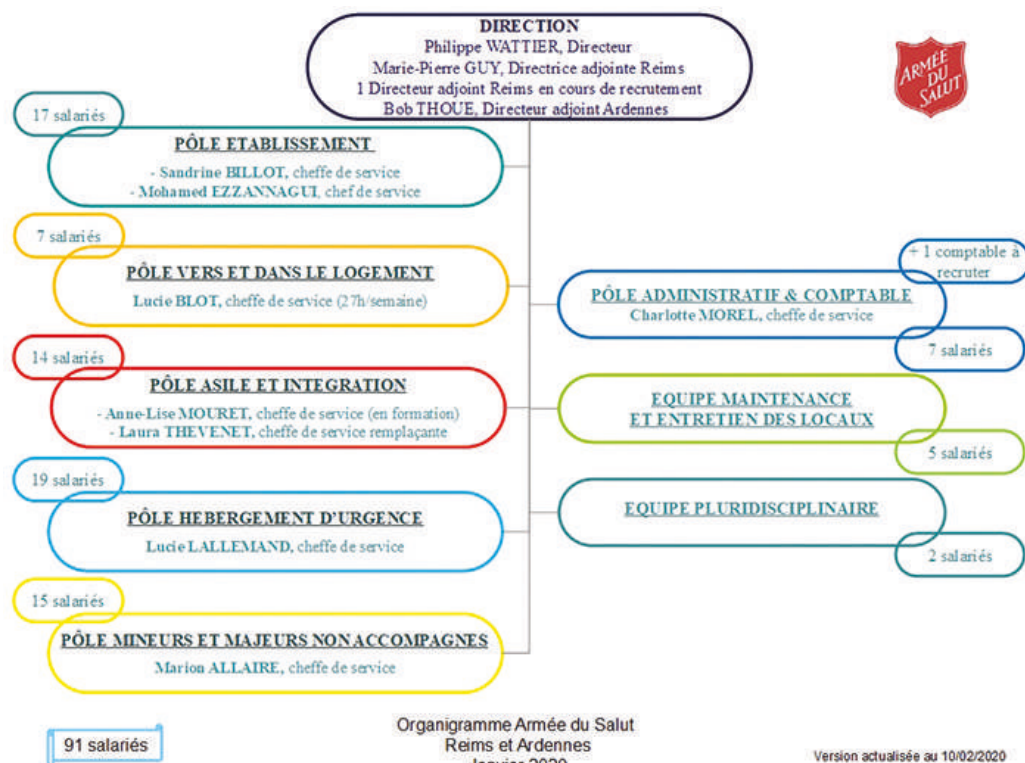 DIRECTION
Philippe WATTIER, Directeur
Marie-Pierre GUY, Directrice adjointe Reims
1 Directeur adjoint Reims en cours de recrutement
Bob THOUE, Directeur adjoint Ardennes
ARMÉE
DU
SALUT
17 salariés
PÔLE ETABLISSEMENT
- Sandrine BILLOT, cheffe de service
- Mohamed EZZANNAGUI, chef de service
7 salariés
PÔLE VERS ET DANS LE LOGEMENT
Lucie BLOT, cheffe de service (27h/semaine)
+ 1 comptable à
recruter
PÔLE ADMINISTRATIF & COMPTABLE
Charlotte MOREL, cheffe de service
7 salariés
14 salariés
PÔLE ASILE ET INTEGRATION
- Anne-Lise MOURET, cheffe de service (en formation)
- Laura THEVENET, cheffe de service remplaçante
EQUIPE MAINTENANCE
ET ENTRETIEN DES LOCAUX
5 salariés
19 salariés
PÔLE HEBERGEMENT D'URGENCE
Lucie LALLEMAND, cheffe de service
EQUIPE PLURIDISCIPLINAIRE
2 salariés
15 salariés
PÔLE MINEURS ET MAJEURS NON ACCOMPAGNES
Marion ALLAIRE, cheffe de service
91 salariés
Organigramme Armée du Salut
Reims et Ardennes
Janvier 2020
Version actualisée au 10/02/2020